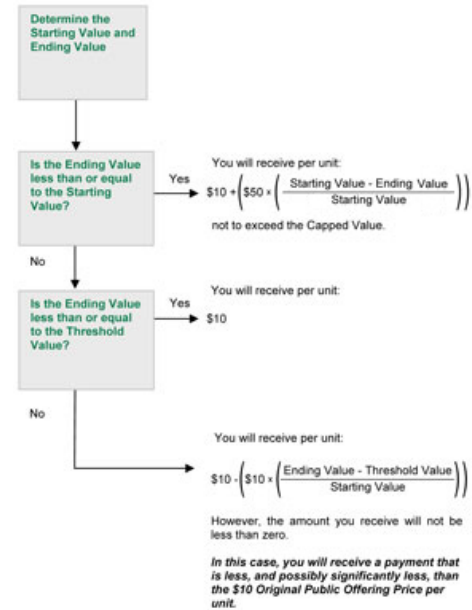 Determine the
Starting Value and
Ending Value
Is the Ending Value
less than or equal
to the Starting
Value?
Yes
You will receive per unit:
$10 + ($50 × (Starting Value - Ending Value / Starting Value))
not to exceed the Capped Value.
No
Is the Ending Value
less than or equal
to the Threshold
Value?
Yes
You will receive per unit:
$10
No
You will receive per unit:
$10 - ($10 × (Ending Value - Threshold Value / Starting Value))
However, the amount you receive will not be
less than zero.
In this case, you will receive a payment that
is less, and possibly significantly less, than
the $10 Original Public Offering Price per
unit.